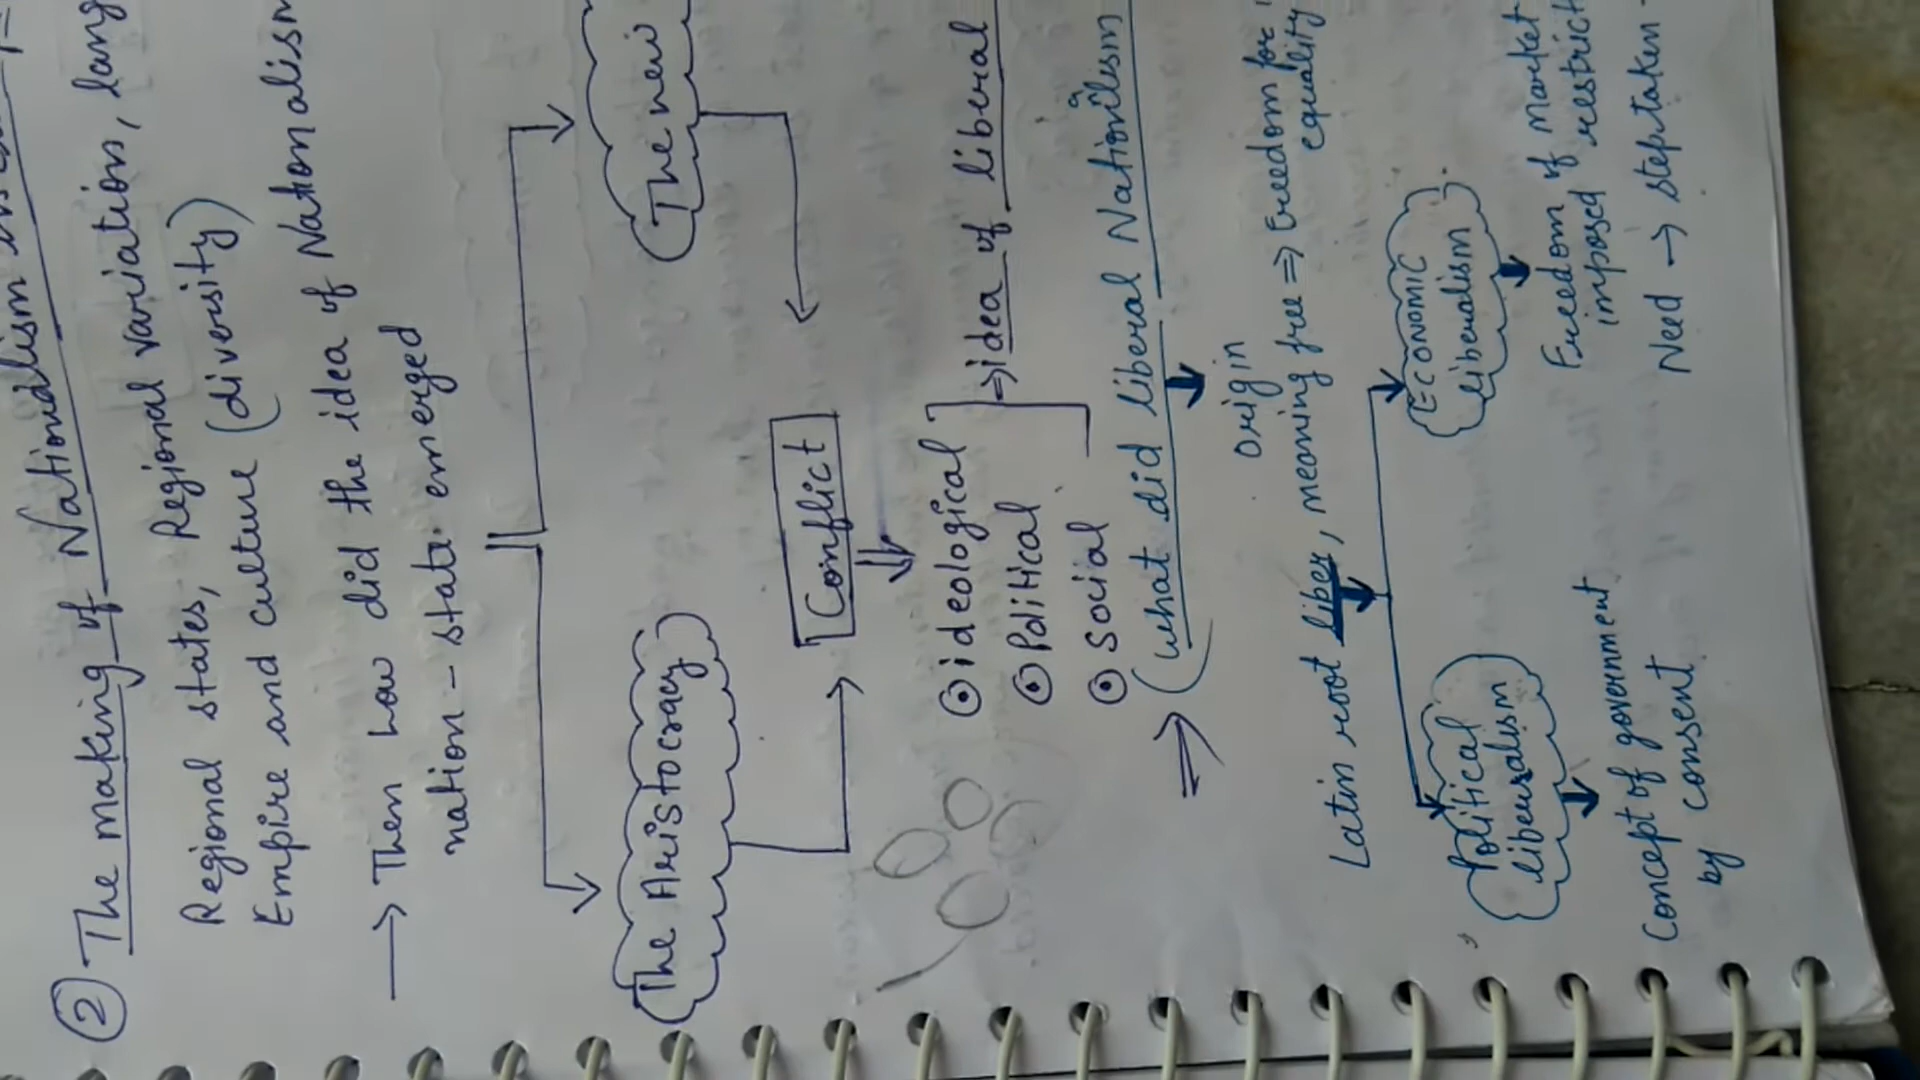 ② The making of Nationalism
Regional states, Regional variation, lang
Empire and culture (diversity)
→ Then how did the idea of Nationalism
nation-state emerged
The Aristocracy
The new
Conflict
ideological
Political
Social
⇒ idea of liberal
⇒ (what did liberal Nationalism
origin
Latin root liber, meaning free ⇒ freedom for
equality
Political
liberalism
Concept of government
by consent
Economic
liberalism
Freedom of market
imposed restrict
Need → step taken